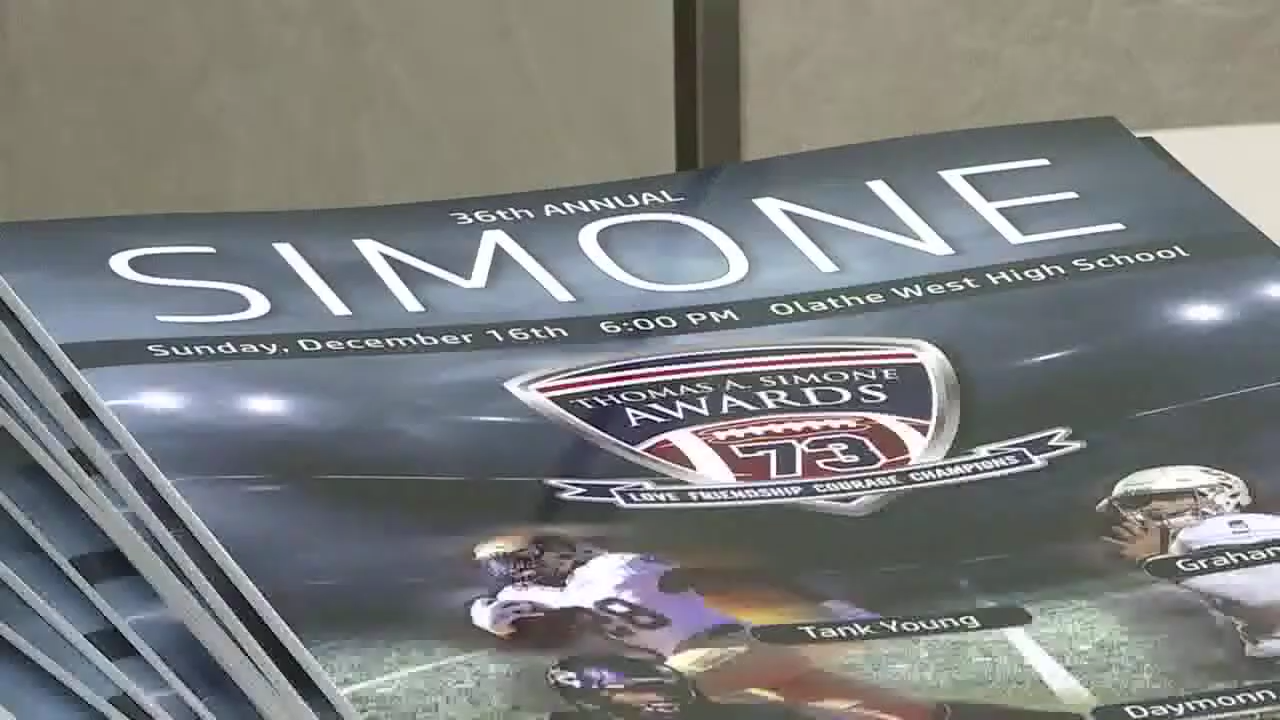 36th ANNUAL
SIMONE
Sunday, December 16th 6:00 PM Olathe West High School
THOMAS A. SIMONE
AWARDS
73
LOVE FRIENDSHIP COURAGE CHAMPIONS
Graham
Tank Young
Daymonn